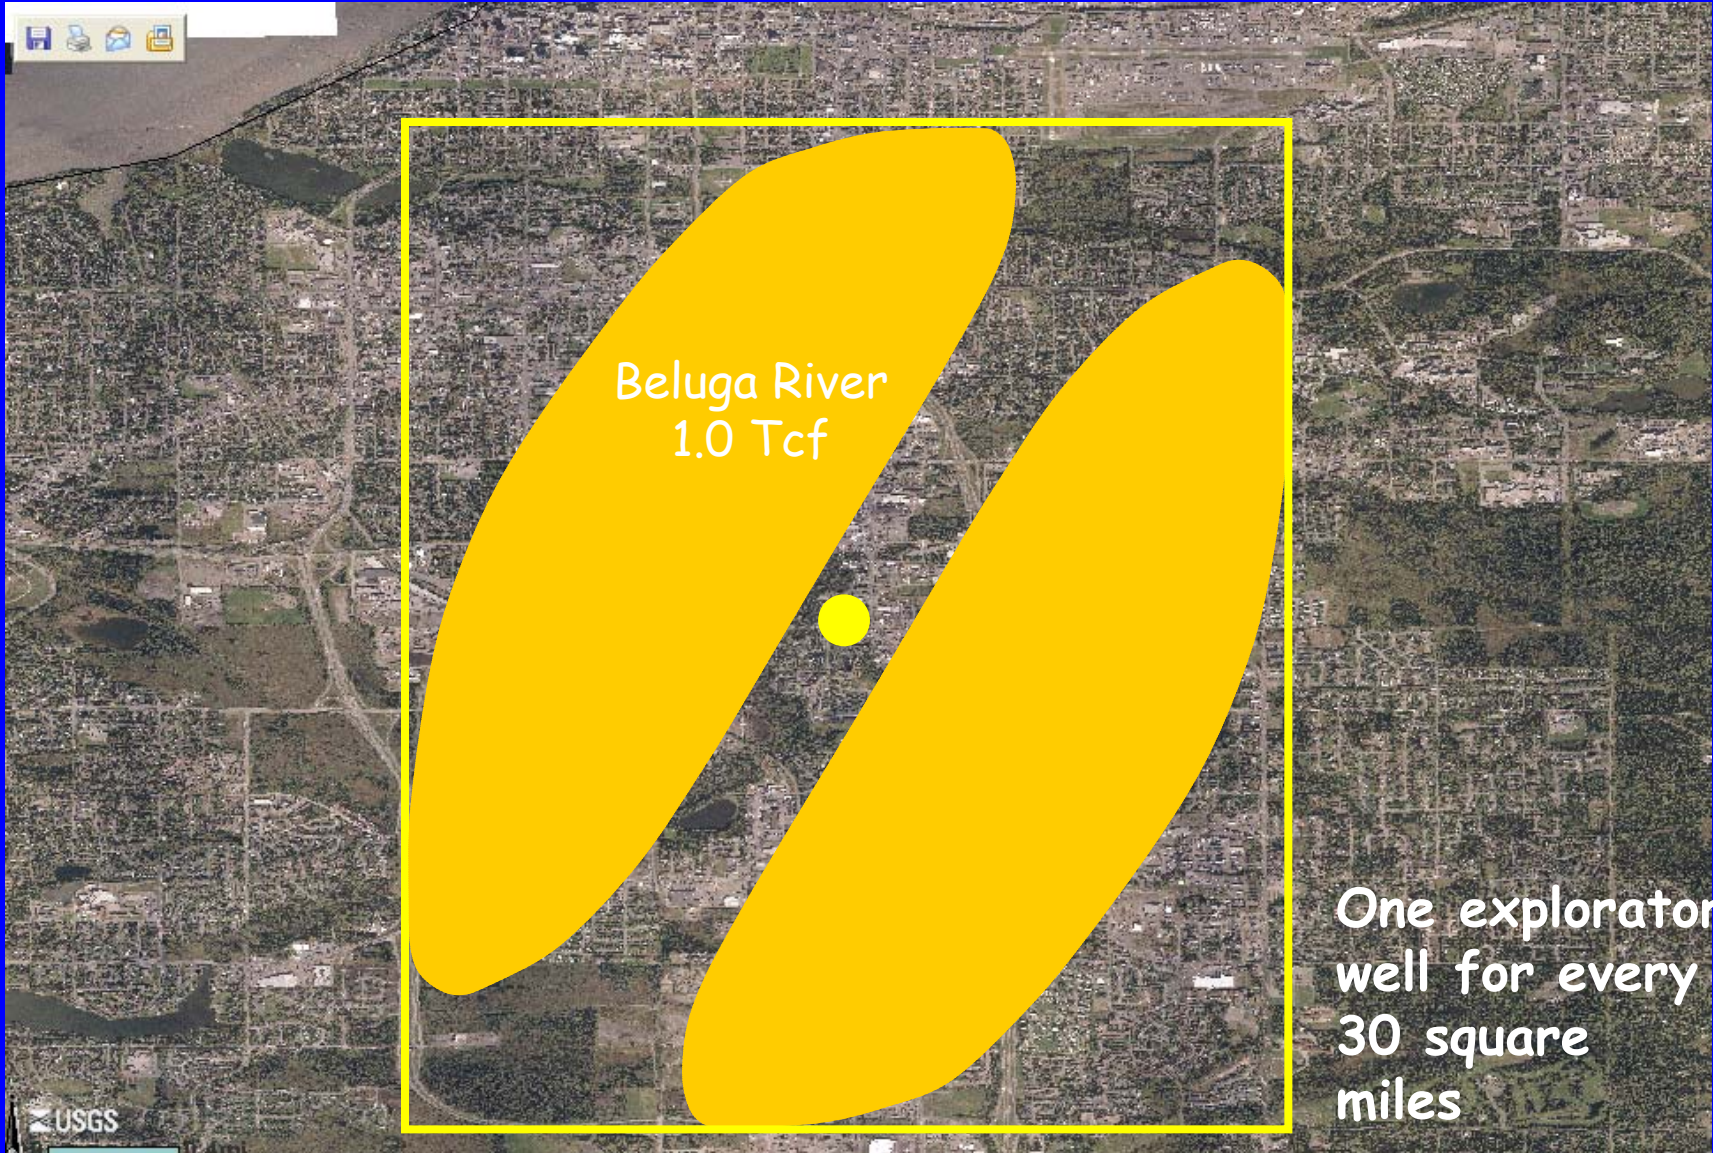 Beluga River
1.0 Tcf
One explorator
well for every
30 square
miles
USGS